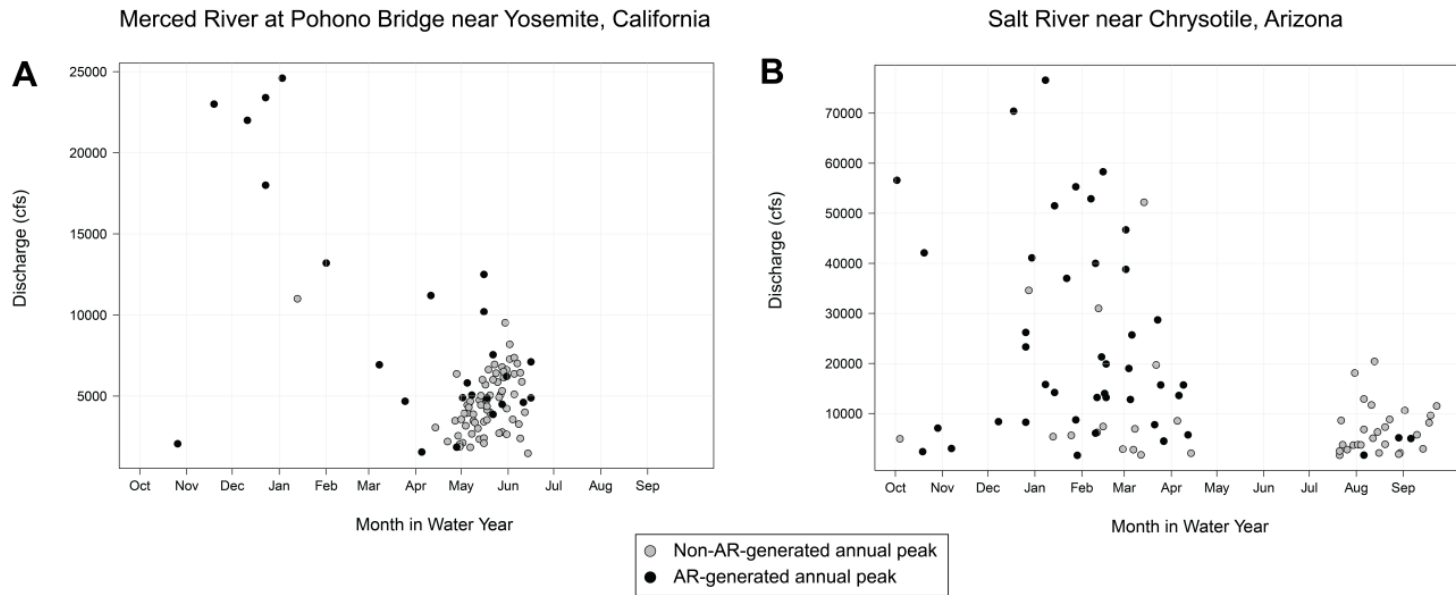 Merced River at Pohono Bridge near Yosemite, California
A
25000
20000
15000
10000
5000
Discharge (cfs)
Oct Nov Dec Jan Feb Mar Apr May Jun Jul Aug Sep
Month in Water Year
Salt River near Chrysotile, Arizona
B
70000
60000
50000
40000
30000
20000
10000
Discharge (cfs)
Oct Nov Dec Jan Feb Mar Apr May Jun Jul Aug Sep
Month in Water Year
Non-AR-generated annual peak
AR-generated annual peak